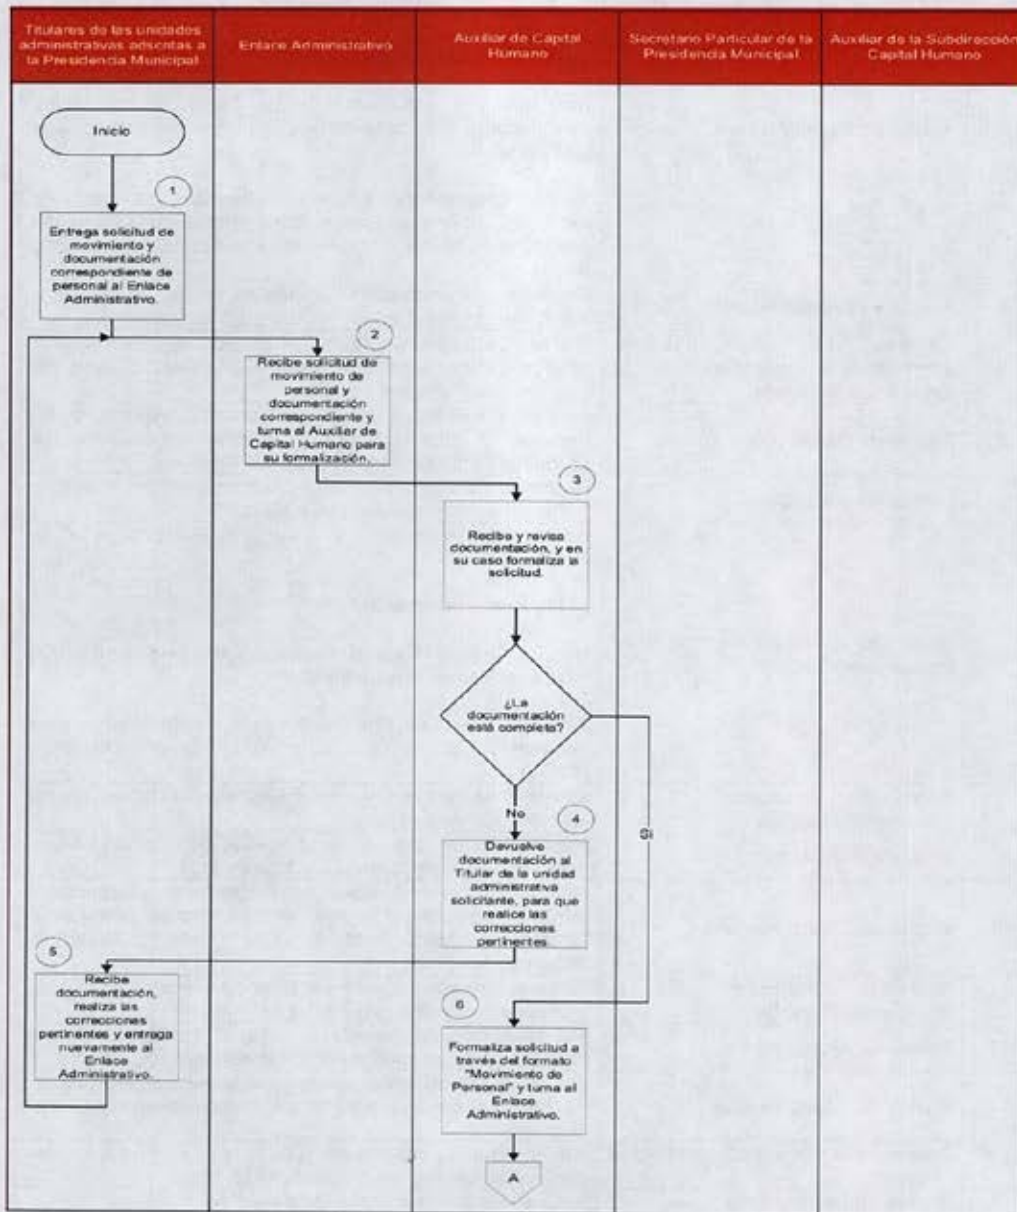 Titulares de las unidades
administrativas adscritas a
la Presidencia Municipal
Enlace Administrativo
Auxiliar de Capital
Humano
Secretario Particular de la
Presidencia Municipal
Auxiliar de la Subdirección
Capital Humano
Inicio
1
Entrega solicitud de
movimiento y
documentación
correspondiente de
personal al Enlace
Administrativo.
2
Recibe solicitud de
movimiento de
personal y
documentación
correspondiente y
turna al Auxiliar de
Capital Humano para
su formalización.
3
Recibe y revisa
documentación, y en
su caso formaliza la
solicitud.
¿La
documentación
está completa?
No
Si
4
Devuelve
documentación al
Titular de la unidad
administrativa
solicitante, para que
realice las
correcciones
pertinentes.
5
Recibe
documentación,
realiza las
correcciones
pertinentes y entrega
nuevamente al
Enlace
Administrativo.
6
Formaliza solicitud a
través del formato
"Movimiento de
Personal" y turna al
Enlace
Administrativo.
A